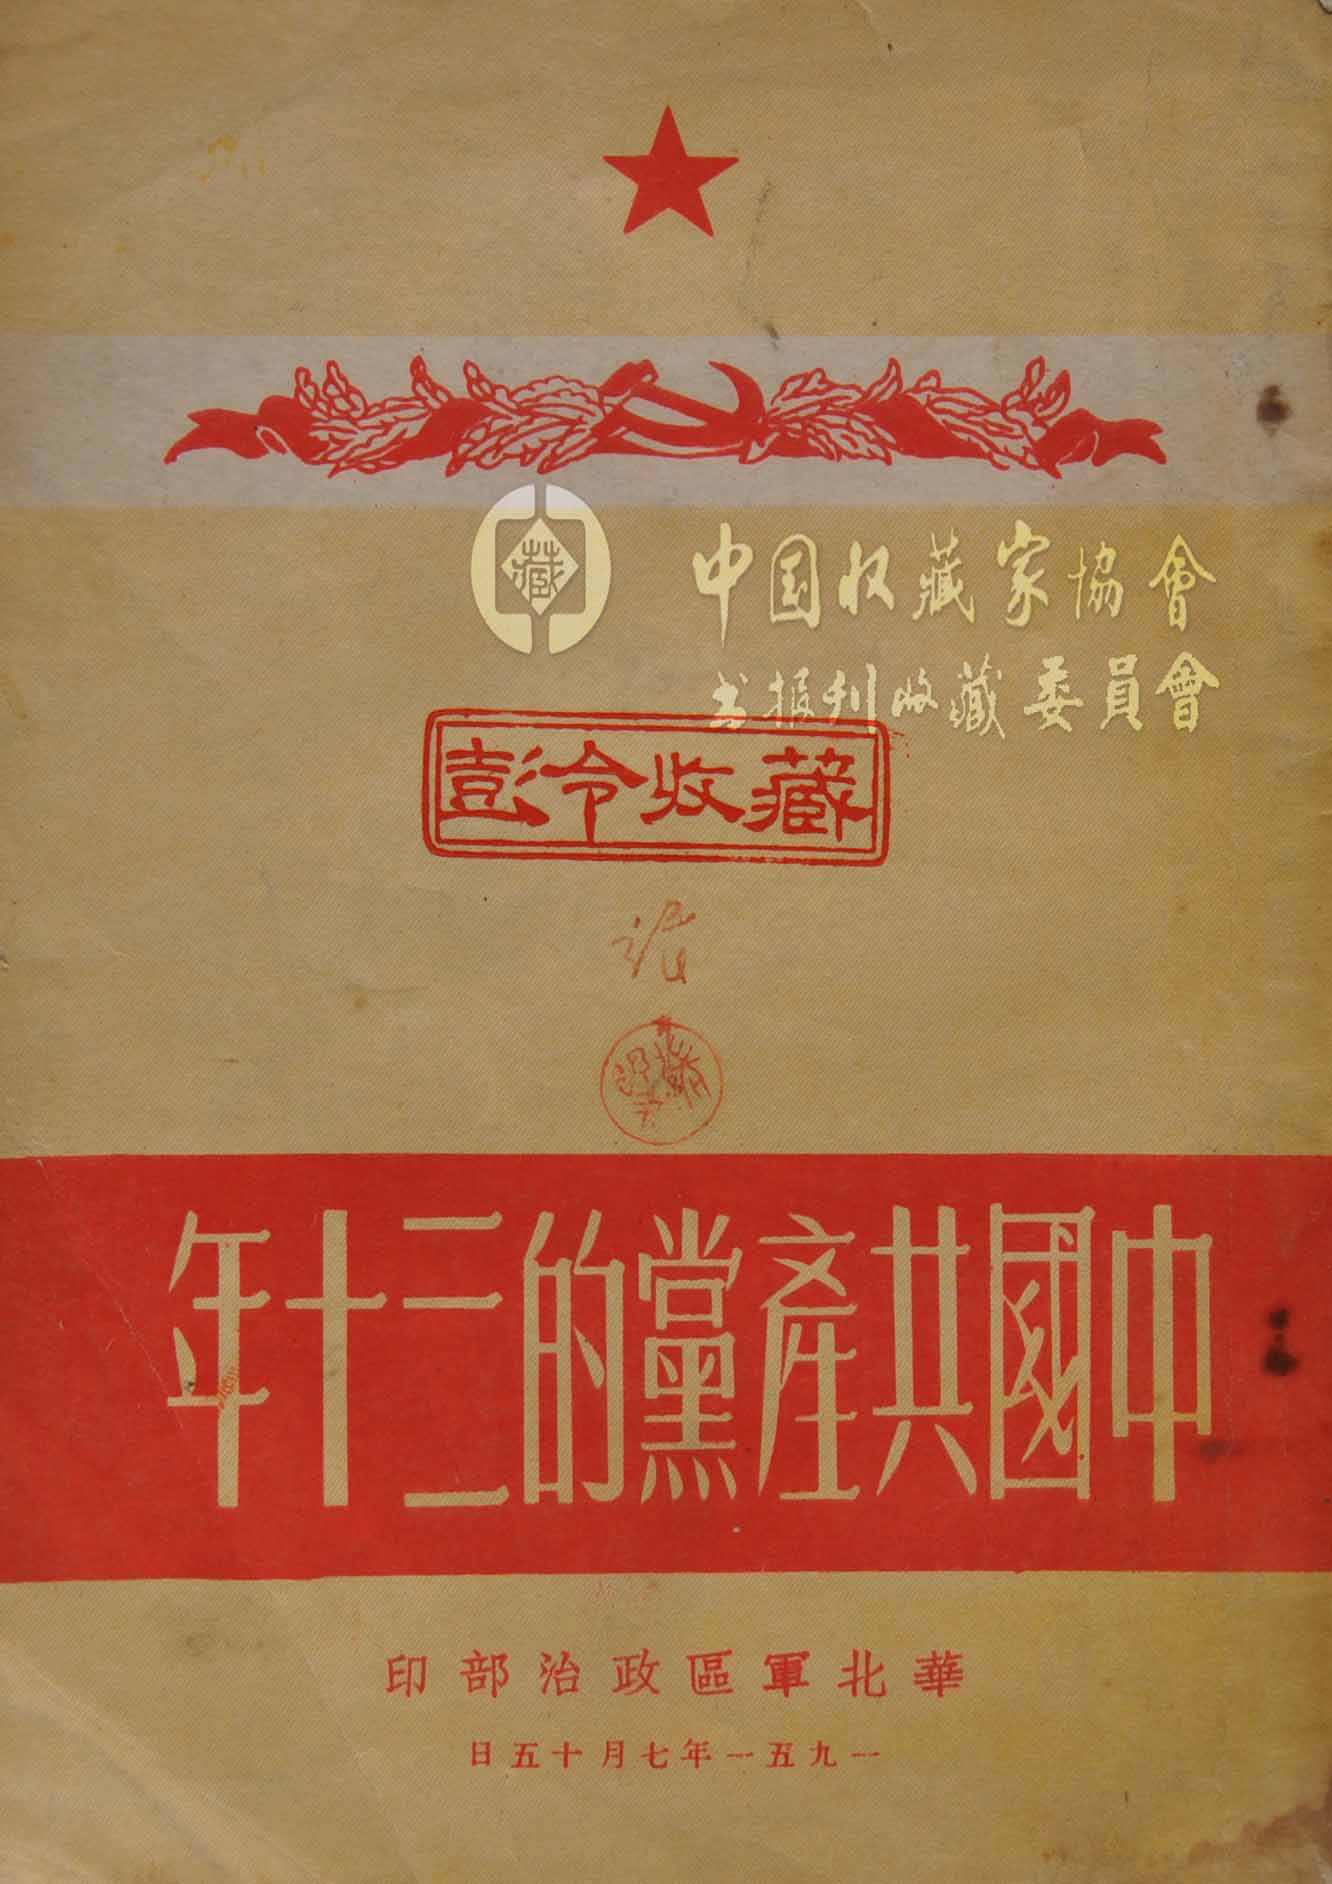 藏
中国收藏家協會
书报刊收藏委員會
彭令收藏
中國共產黨的三十年
華北軍區政治部印
一九五一年七月十五日